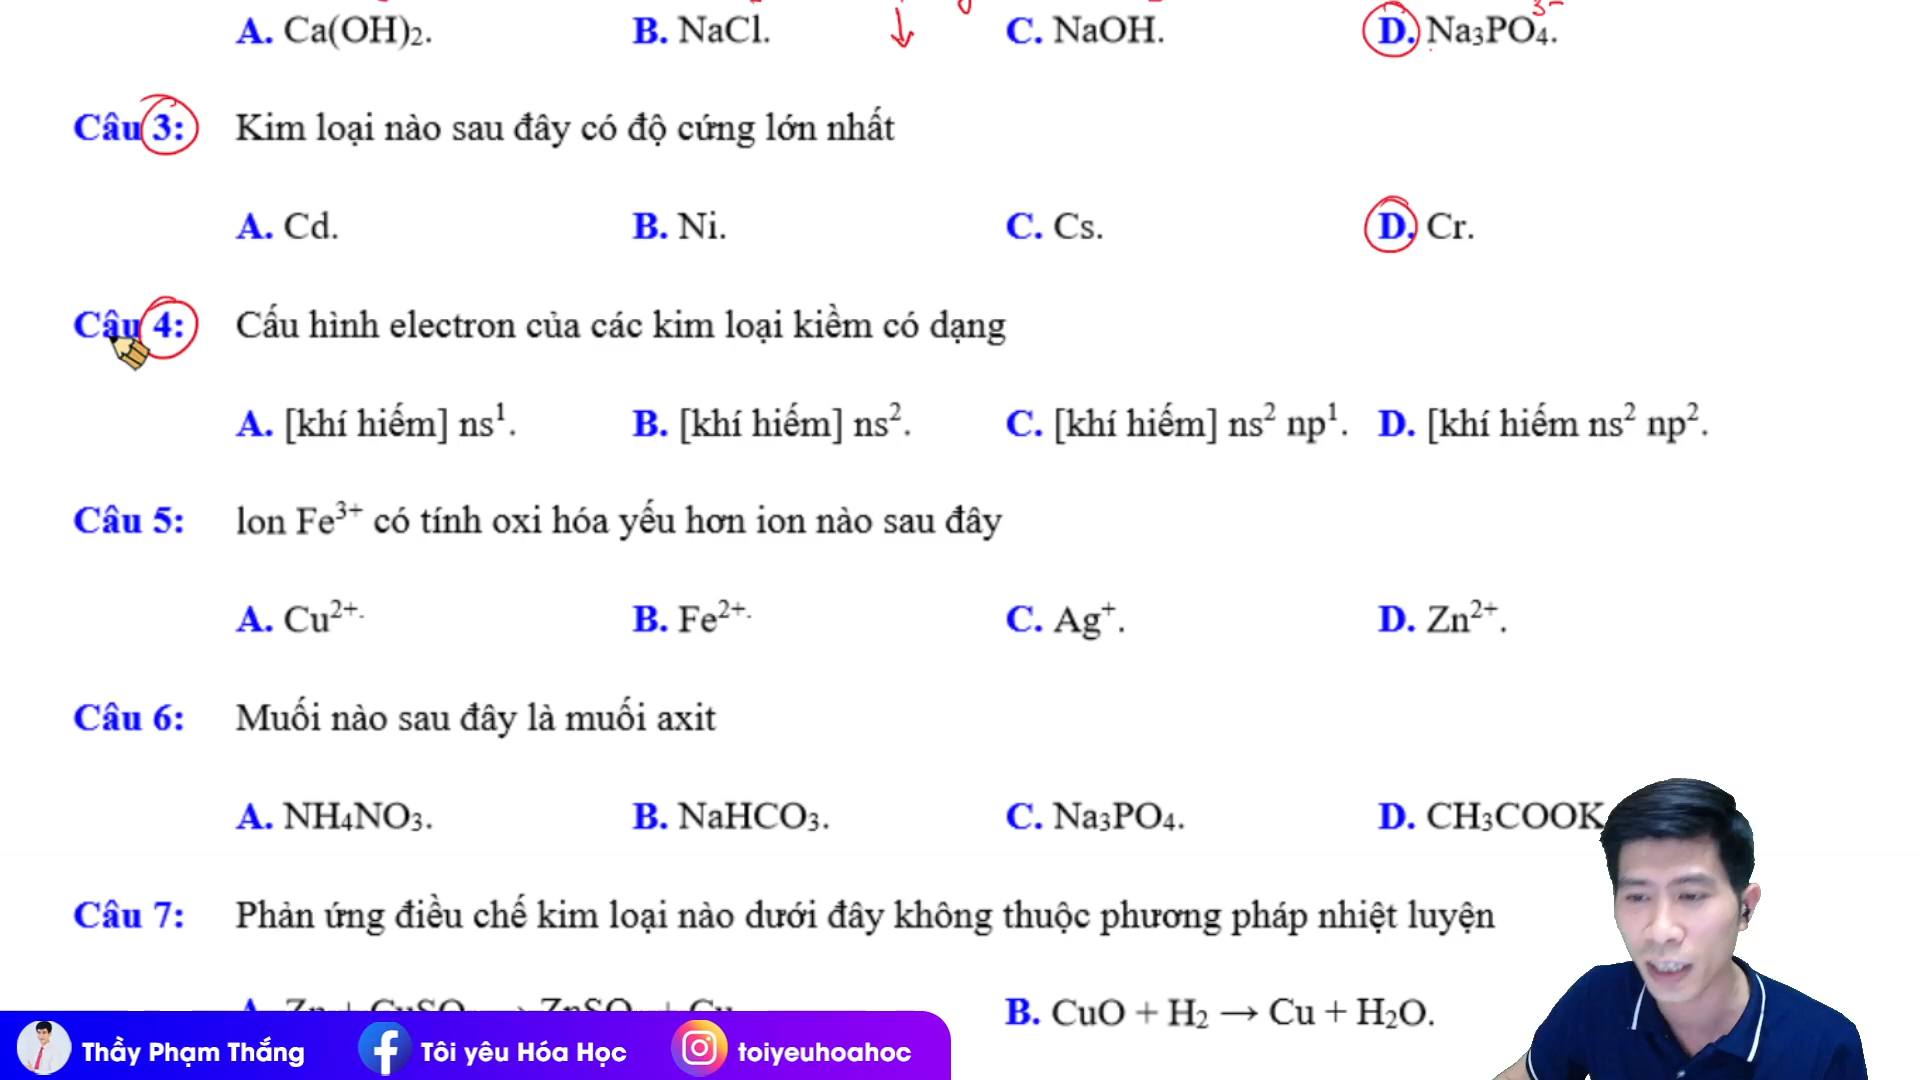 A. Ca(OH)₂. B. NaCl. C. NaOH. D. Na₃PO₄.
Câu 3: Kim loại nào sau đây có độ cứng lớn nhất
A. Cd. B. Ni. C. Cs. D. Cr.
Câu 4: Cấu hình electron của các kim loại kiềm có dạng
A. [khí hiếm] ns¹. B. [khí hiếm] ns². C. [khí hiếm] ns² np¹. D. [khí hiếm ns² np².
Câu 5: lon Fe³⁺ có tính oxi hóa yếu hơn ion nào sau đây
A. Cu²⁺. B. Fe²⁺. C. Ag⁺. D. Zn²⁺.
Câu 6: Muối nào sau đây là muối axit
A. NH₄NO₃. B. NaHCO₃. C. Na₃PO₄. D. CH₃COOK
Câu 7: Phản ứng điều chế kim loại nào dưới đây không thuộc phương pháp nhiệt luyện
A. Zn + CuSO → ZnSO + Cu B. CuO + H₂ → Cu + H₂O.
Thầy Phạm Thắng Tôi yêu Hóa Học toiyeuhoahoc